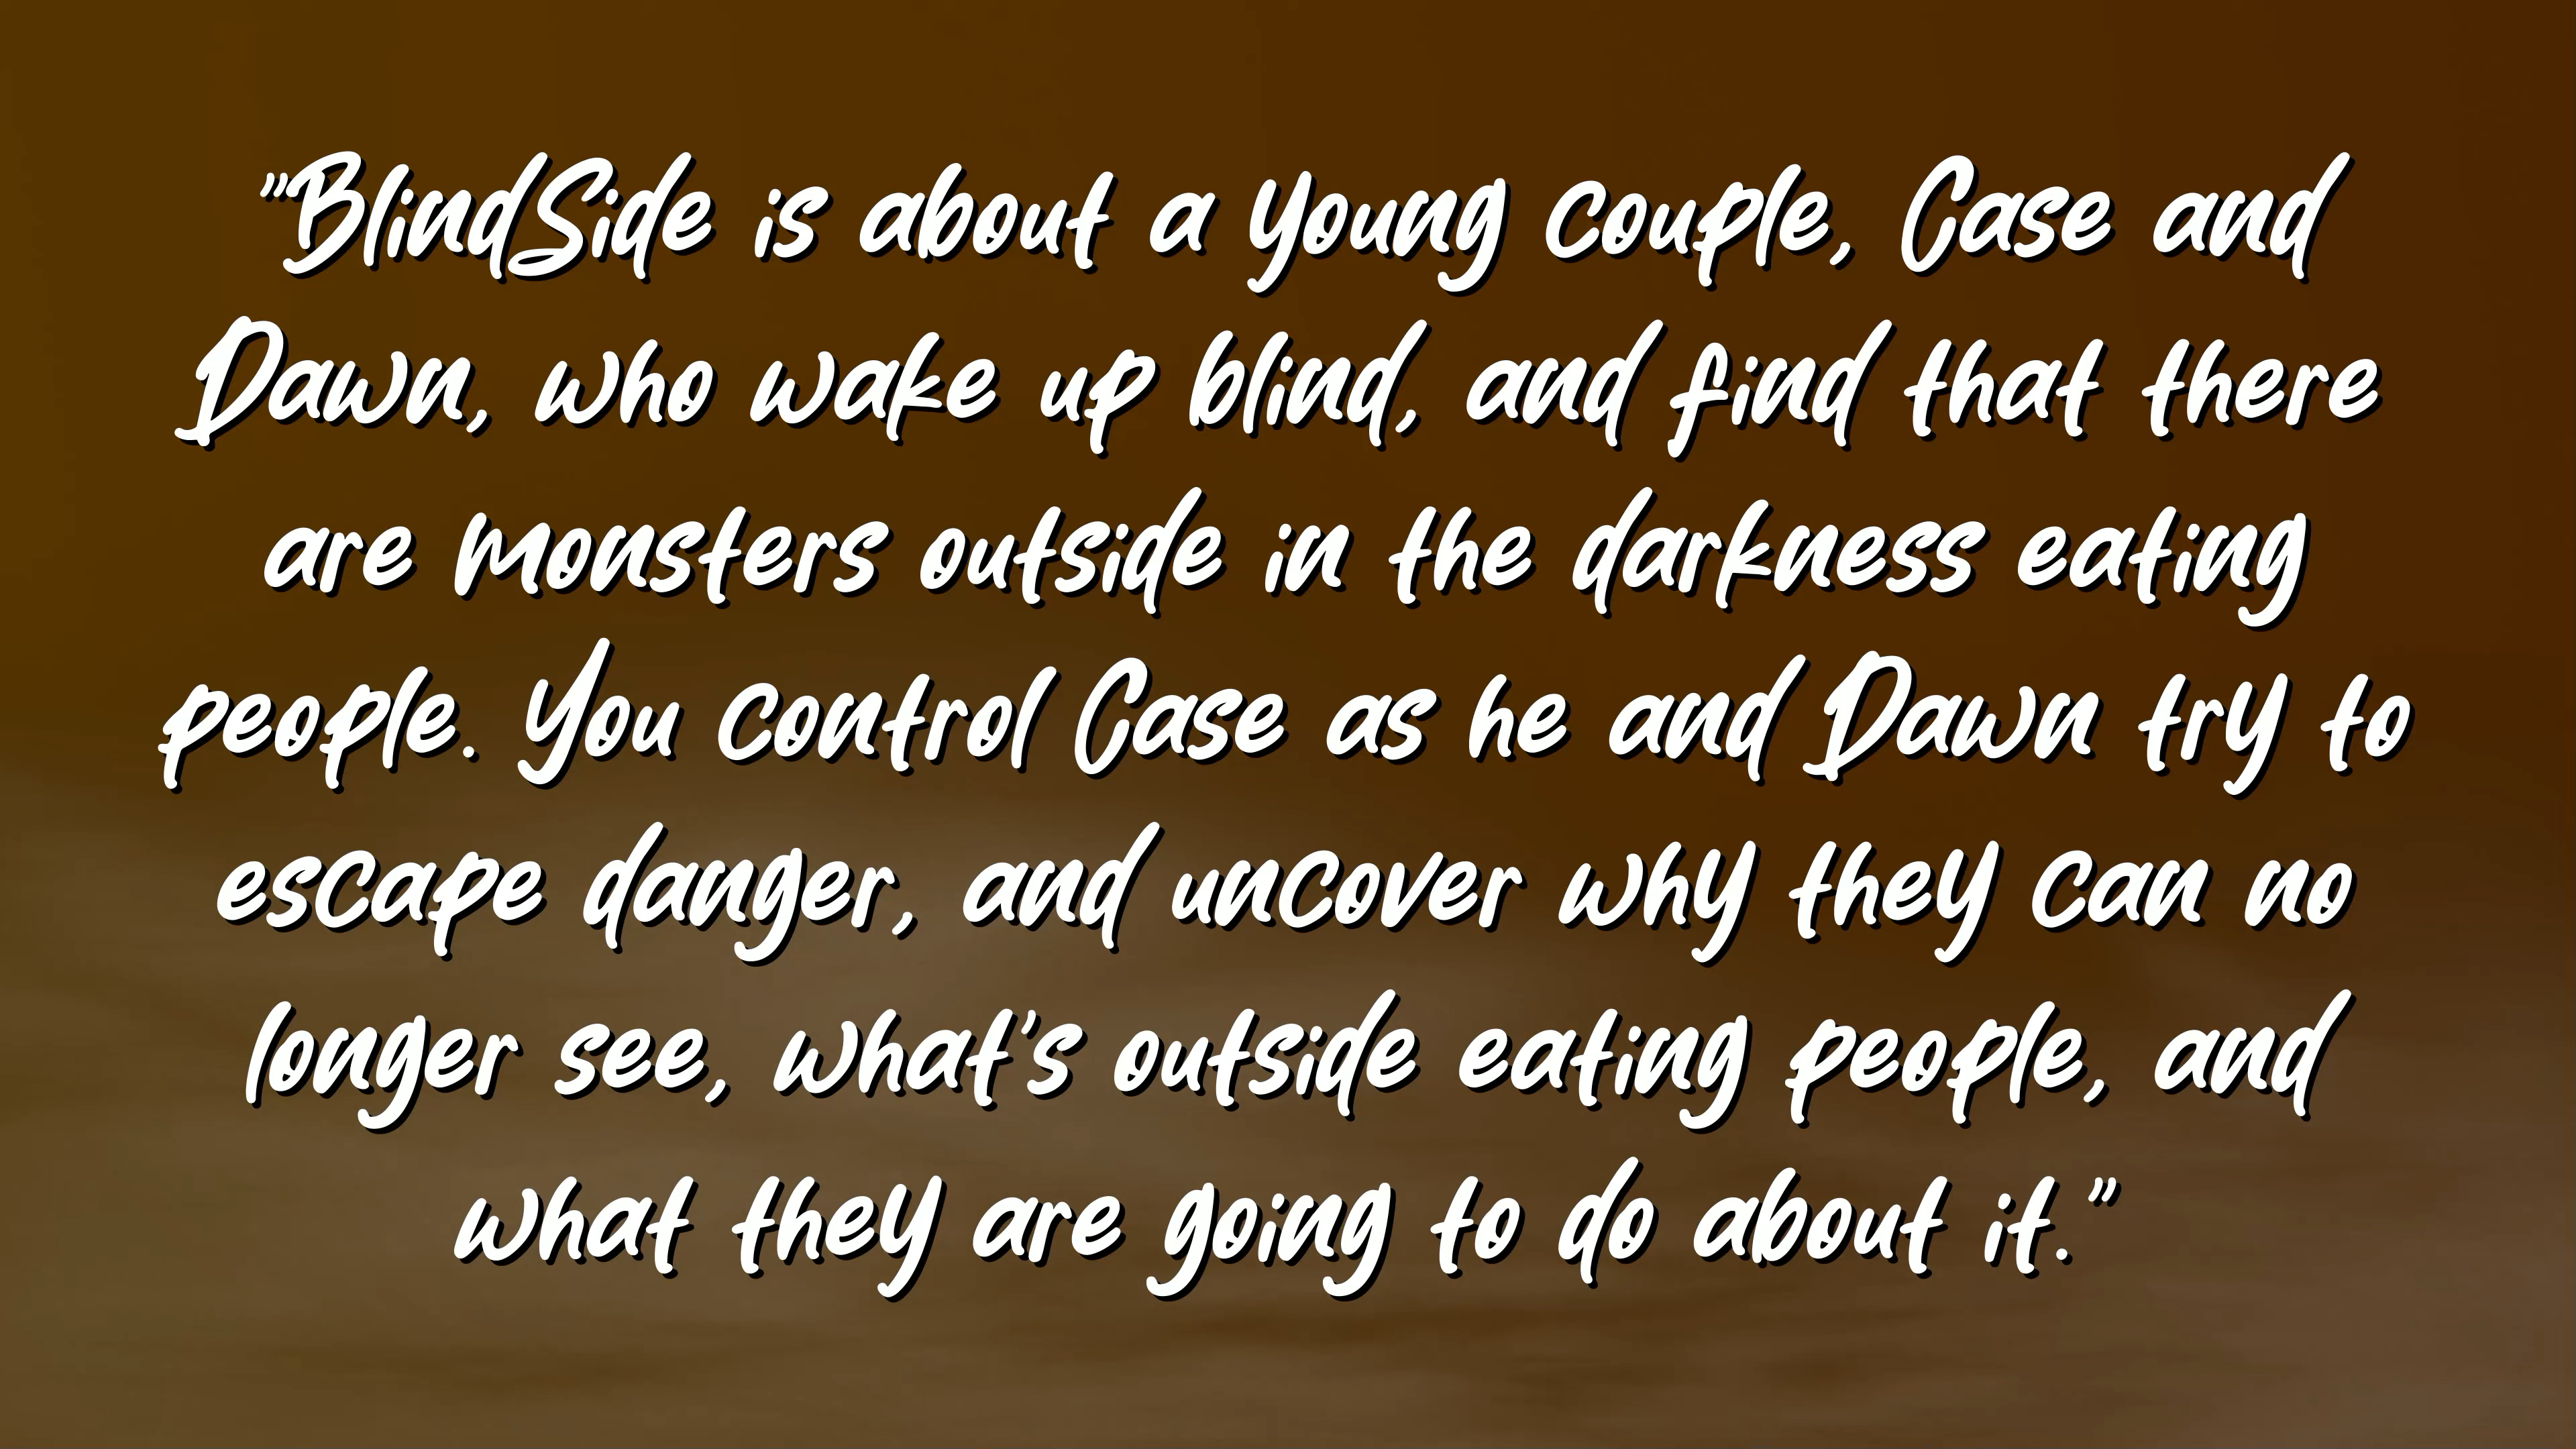 "BlindSide is about a young couple, Case and
Dawn, who wake up blind, and find that there
are monsters outside in the darkness eating
people. You control Case as he and Dawn try to
escape danger, and uncover why they can no
longer see, what's outside eating people, and
what they are going to do about it."